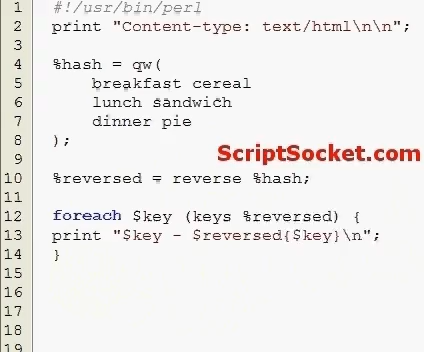 1 #!/usr/bin/perl
2 print "Content-type: text/html\n\n";
3
4 %hash = qw(
5     breakfast cereal
6     lunch sandwich
7     dinner pie
8 );
9
ScriptSocket.com
10 %reversed = reverse %hash;
11
12 foreach $key (keys %reversed) {
13 print "$key - $reversed{$key}\n";
14 }
15
16
17
18
19